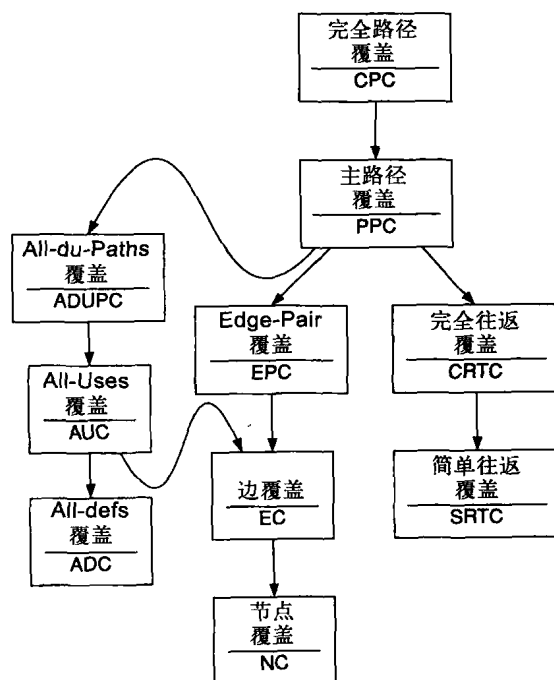 完全路径
覆盖
CPC
主路径
覆盖
PPC
All-du-Paths
覆盖
ADUPC
Edge-Pair
覆盖
EPC
完全往返
覆盖
CRTC
All-Uses
覆盖
AUC
边覆盖
EC
简单往返
覆盖
SRTC
All-defs
覆盖
ADC
节点
覆盖
NC